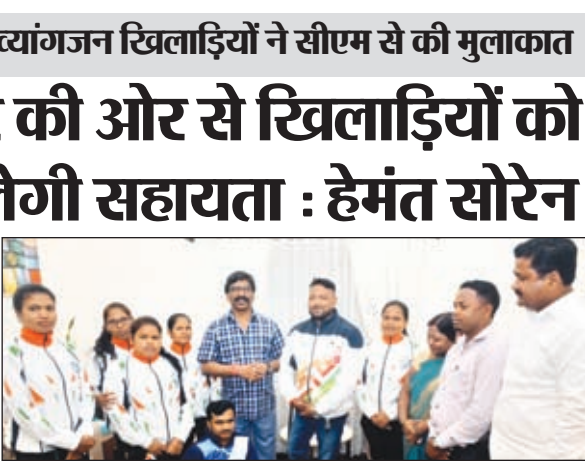 व्यांगजन खिलाड़ियों ने सीएम से की मुलाकात
की ओर से खिलाड़ियों को
लेगी सहायता : हेमंत सोरेन